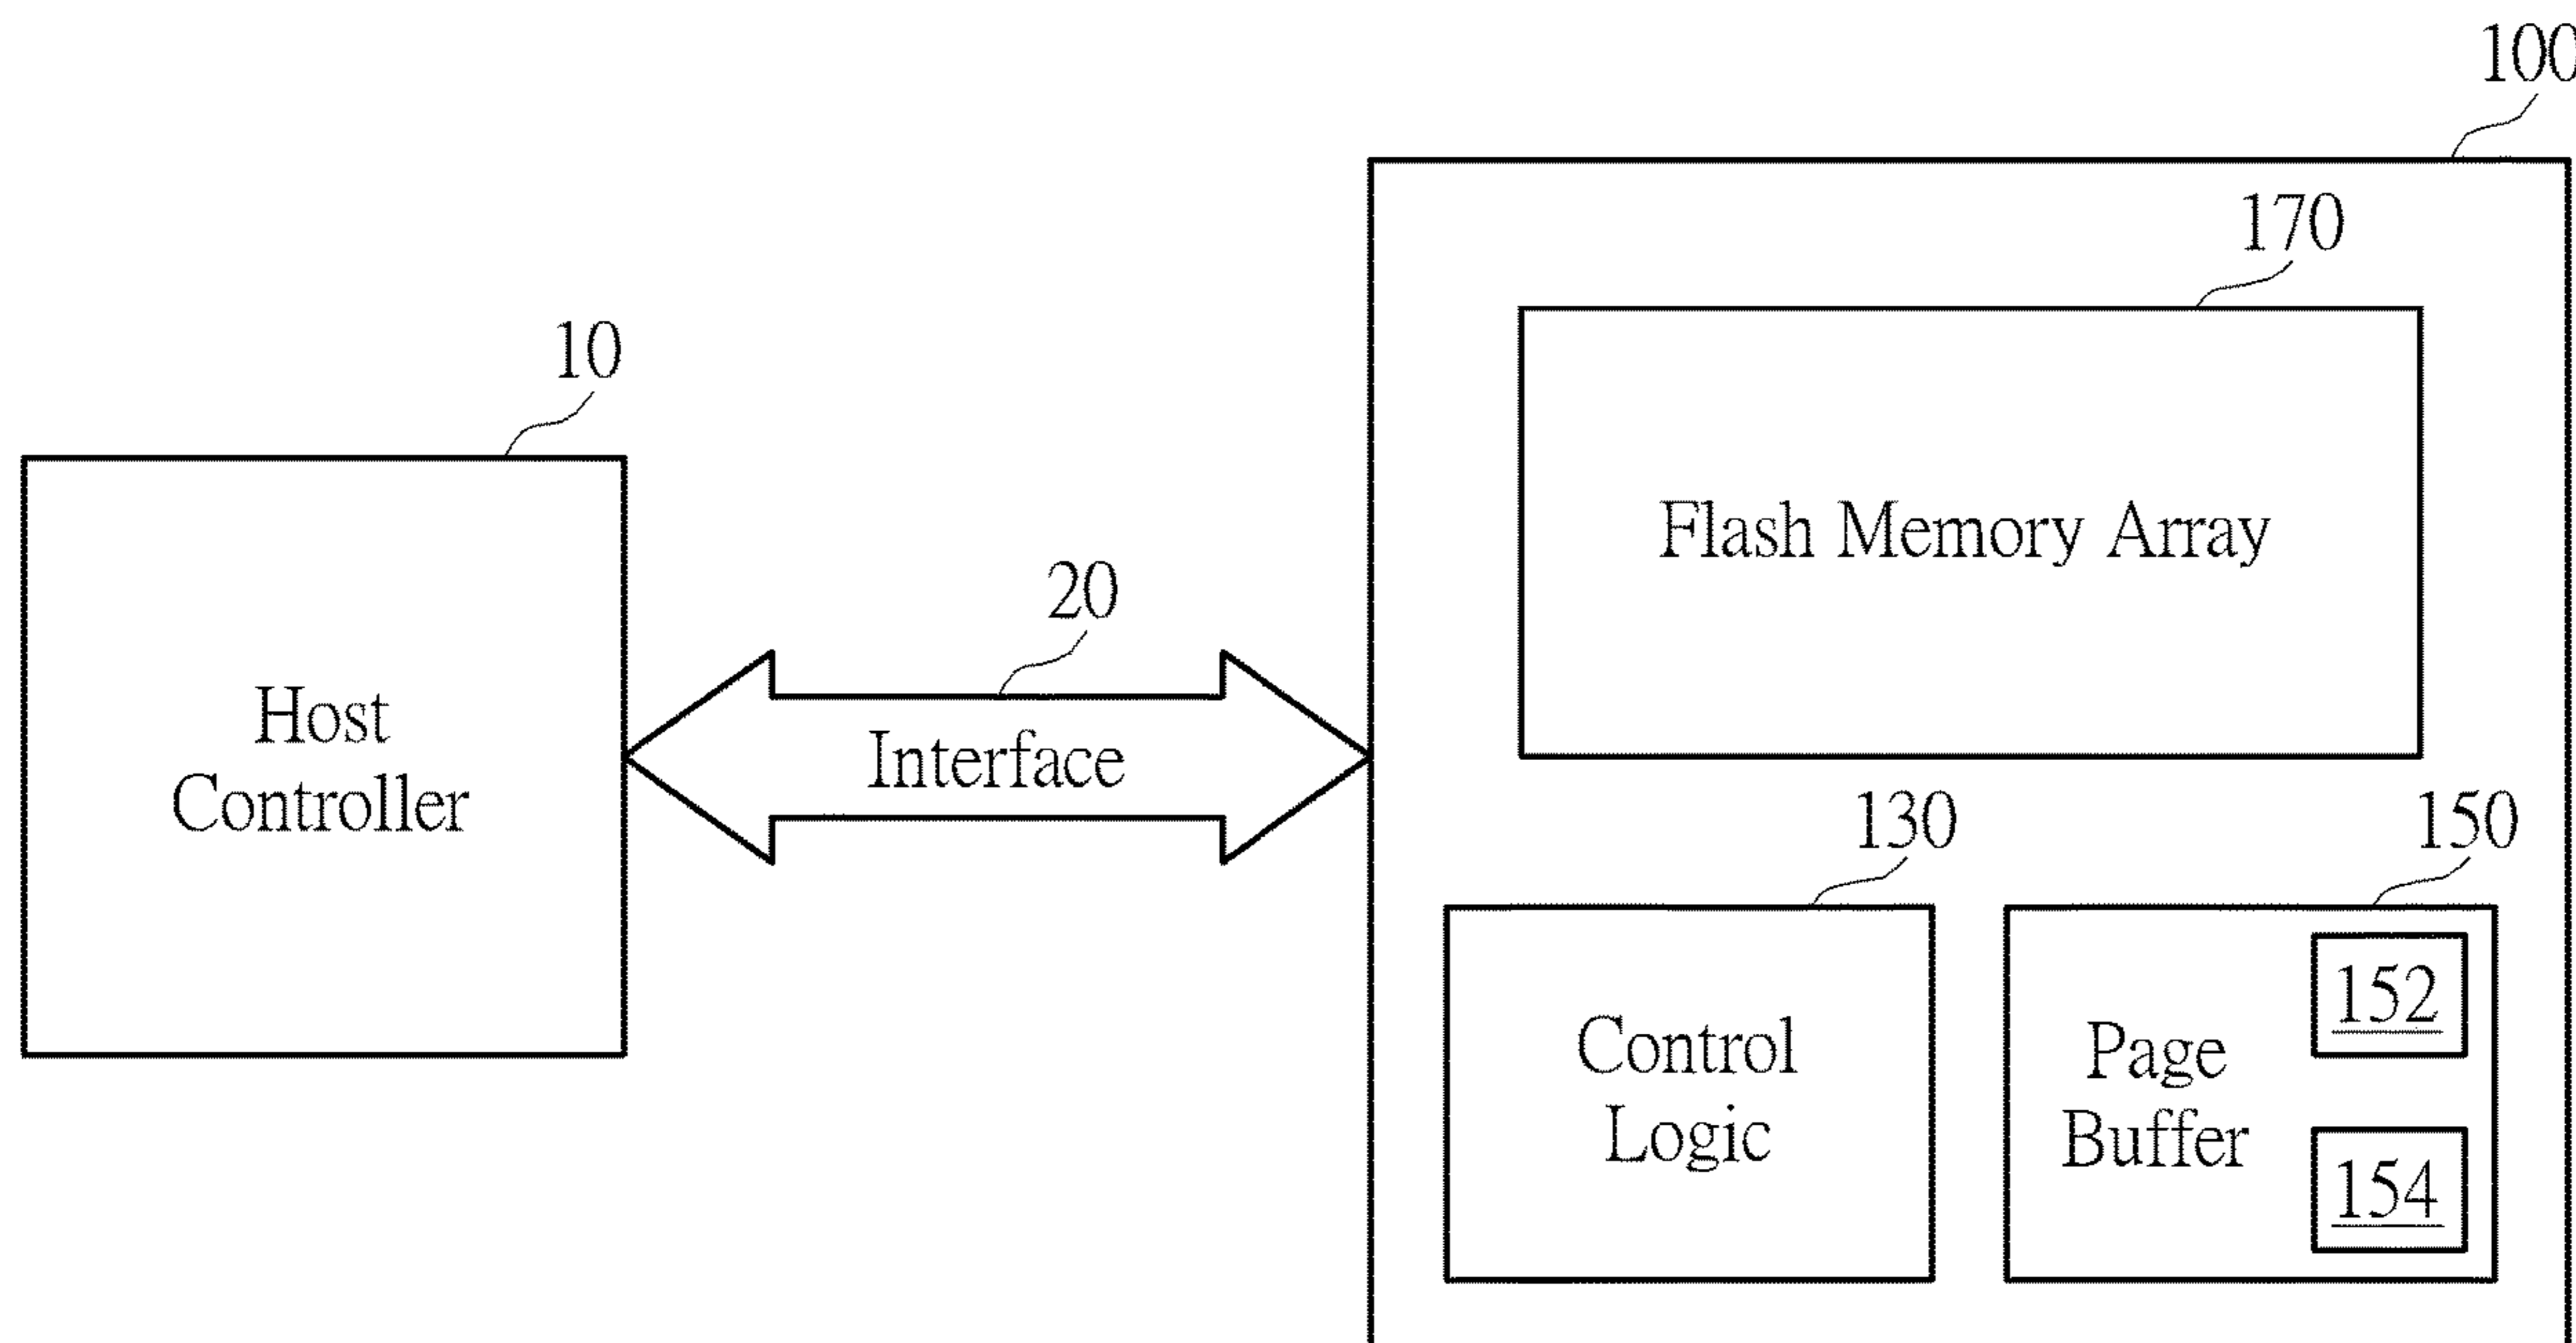 100
170
10
Flash Memory Array
20
Host
Controller
Interface
130
150
152
Control
Logic
Page
Buffer
154